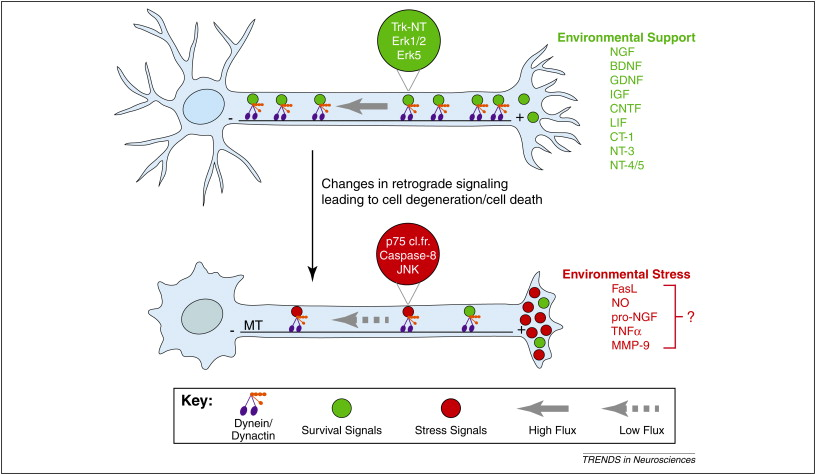 Trk-NT
Erk1/2
Erk5
Environmental Support
NGF
BDNF
GDNF
IGF
CNTF
LIF
CT-1
NT-3
NT-4/5
-
+
Changes in retrograde signaling
leading to cell degeneration/cell death
p75 cl.fr.
Caspase-8
JNK
Environmental Stress
FasL
NO
pro-NGF
TNFα
MMP-9
?
-
MT
+
Key:
Dynein/
Dynactin
Survival Signals
Stress Signals
High Flux
Low Flux
TRENDS in Neurosciences